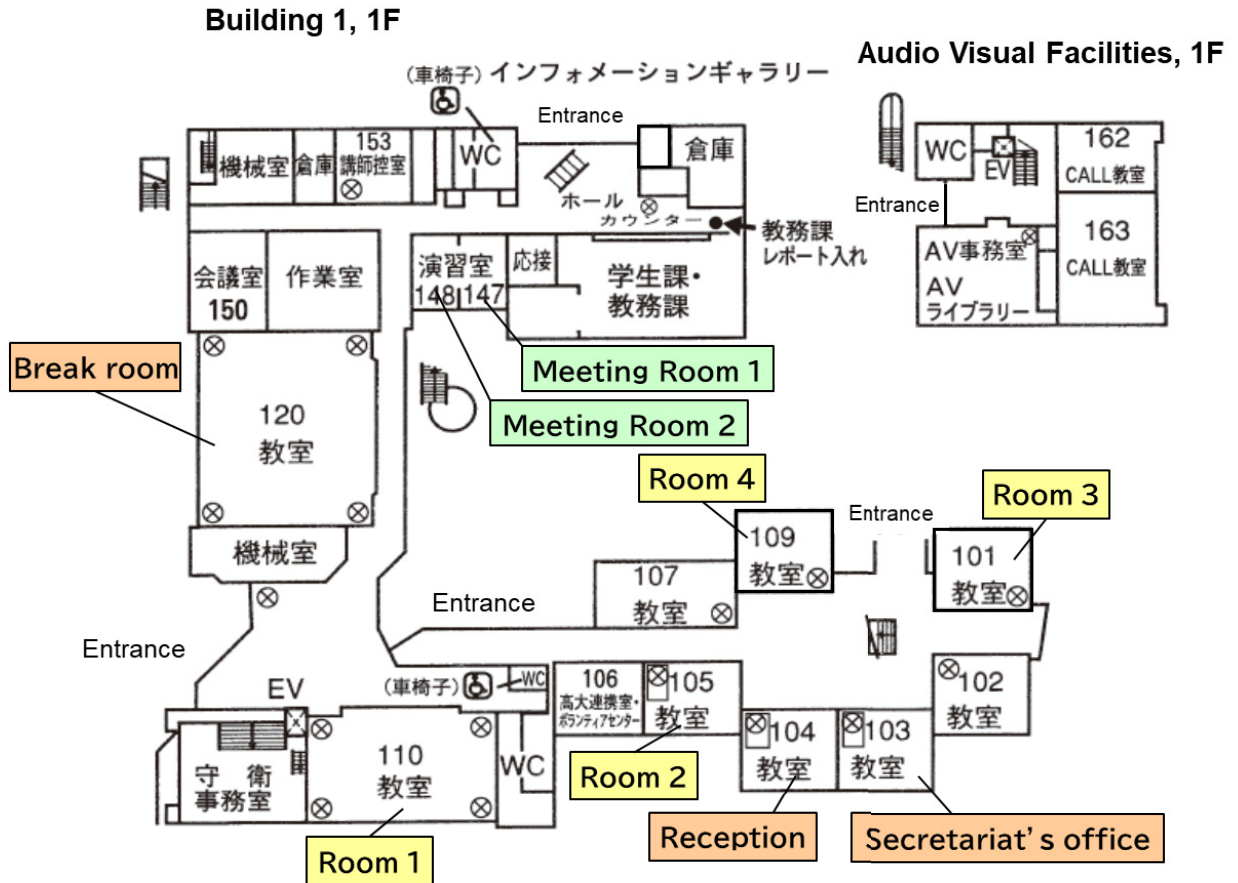 Building 1, 1F
Audio Visual Facilities, 1F
(車椅子) インフォメーションギャラリー
Entrance
機械室
倉庫
153
講師控室
WC
ホール
カウンター
倉庫
教務課
レポート入れ
会議室
150
作業室
演習室
148
147
応接
学生課・
教務課
WC
EV
162
CALL教室
Entrance
163
CALL教室
AV事務室
AV
ライブラリー
Break room
Meeting Room 1
Meeting Room 2
120
教室
Room 4
Room 3
Entrance
機械室
109
教室
101
教室
107
教室
Entrance
Entrance
EV
(車椅子)
WC
106
高大連携室・
ボランティアセンター
105
教室
102
教室
守衛
事務室
110
教室
WC
104
教室
103
教室
Room 2
Room 1
Reception
Secretariat's office